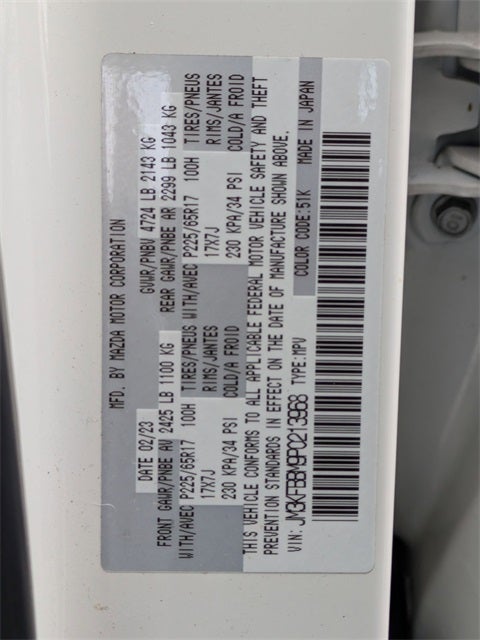 MFD. BY MAZDA MOTOR CORPORATION
DATE 02/23 GVWR/PNBV 4724 LB 2143 KG
FRONT GAWR/PNBE AV 2425 LB 1100 KG REAR GAWR/PNBE AR 2299 LB 1043 KG
WITH/AVEC P225/65R17 100H TIRES/PNEUS WITH/AVEC P225/65R17 100H TIRES/PNEUS
17X7J RIMS/JANTES 17X7J RIMS/JANTES
230 KPA/34 PSI COLD/A FROID 230 KPA/34 PSI COLD/A FROID
THIS VEHICLE CONFORMS TO ALL APPLICABLE FEDERAL MOTOR VEHICLE SAFETY AND THEFT
PREVENTION STANDARDS IN EFFECT ON THE DATE OF MANUFACTURE SHOWN ABOVE.
VIN: JM3KFBBM9P0213968 TYPE:MPV COLOR CODE:51K MADE IN JAPAN